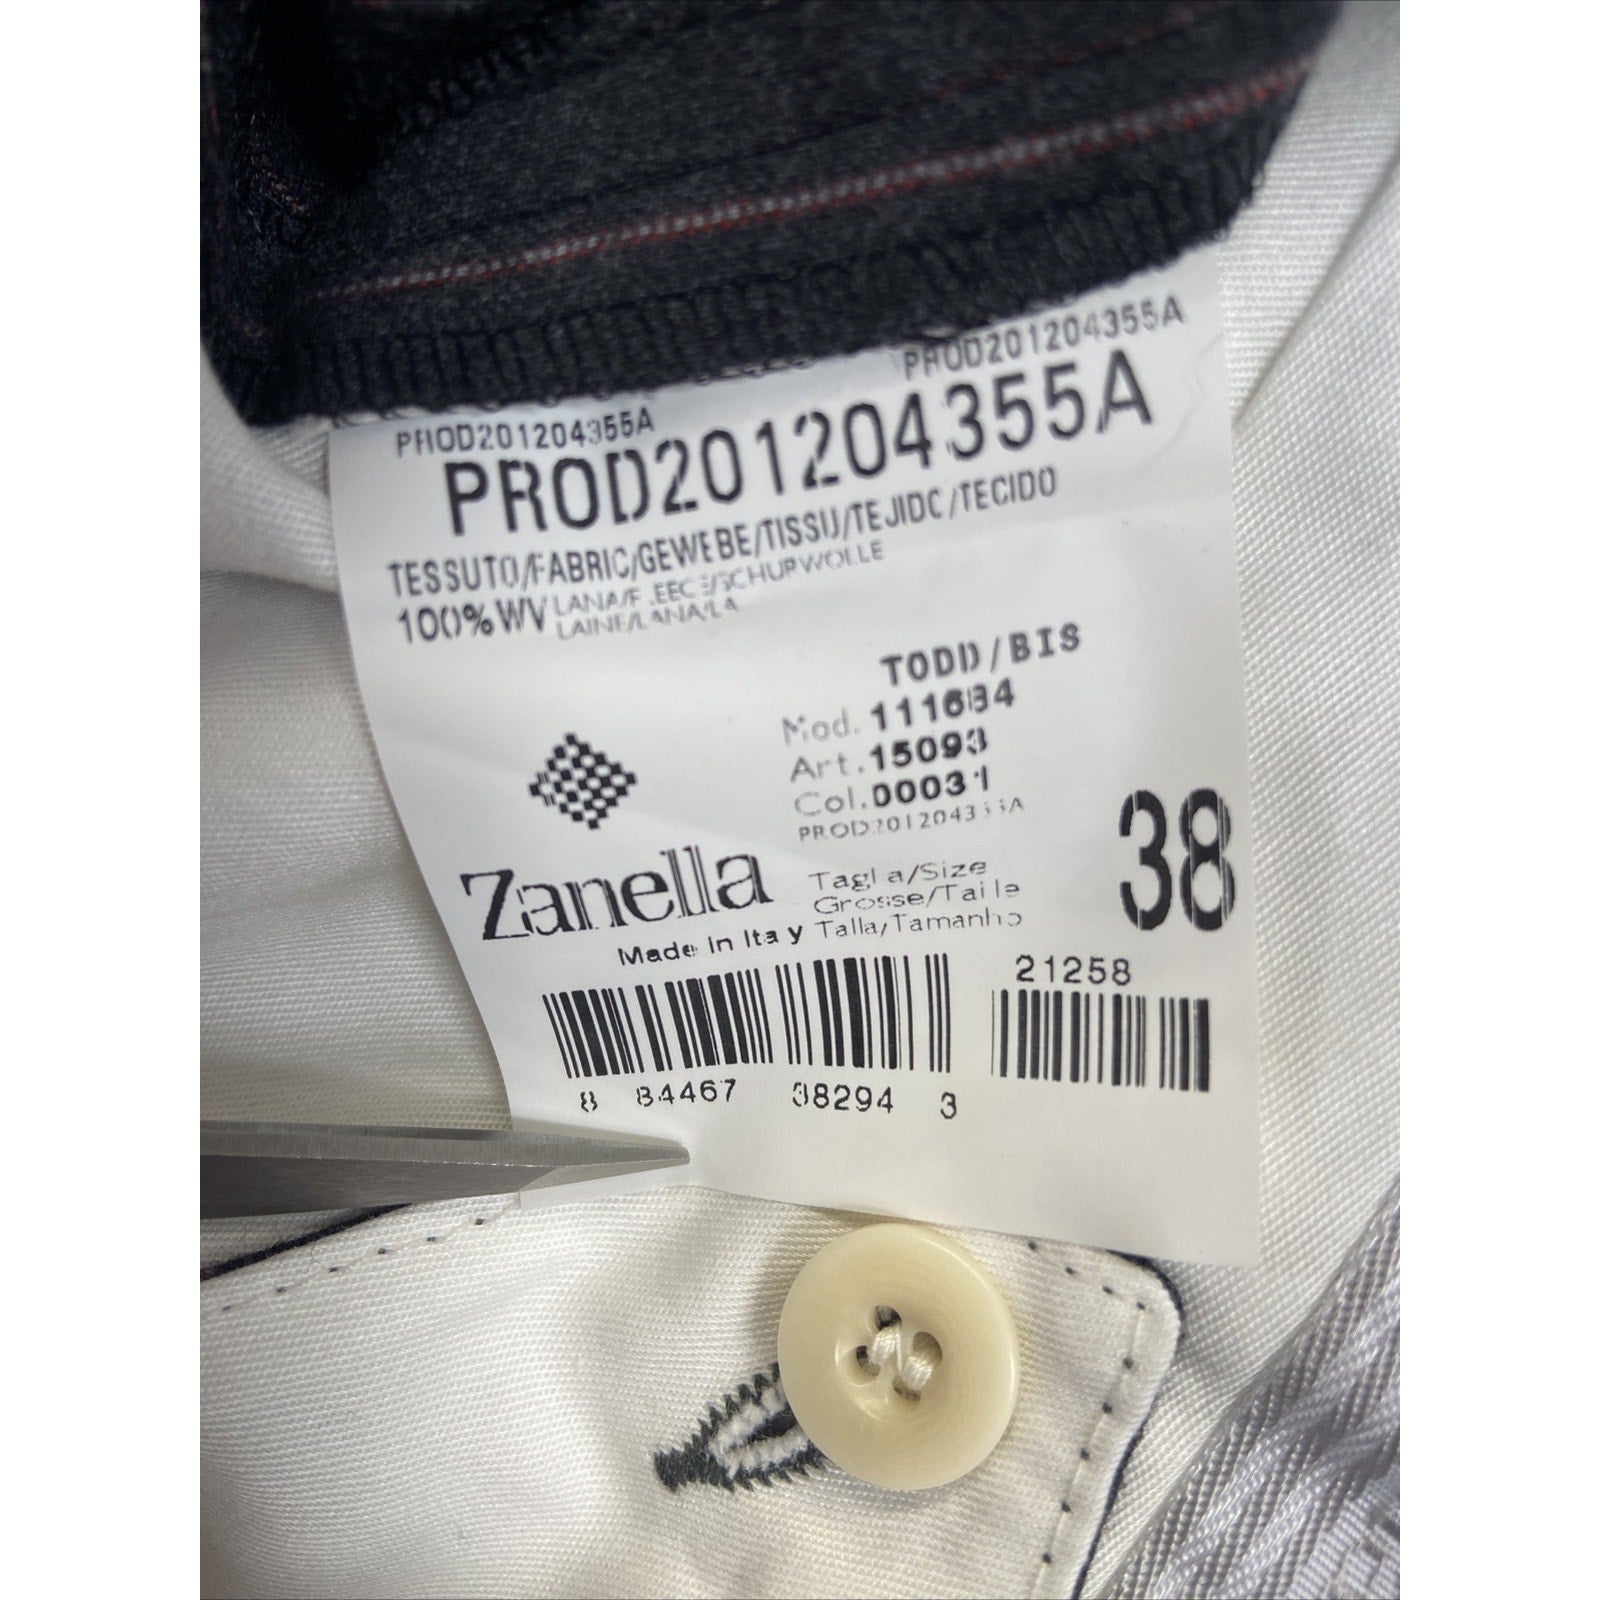 PROD201204355A
PROD201204355A
PROD201204355A
TESSUTO/FABRIC/GEWEBE/TISSU/TEJIDO/TECIDO
100%WV LANA/FLEECE/SCHURWOLLE
LAINE/LANA/LA
TODD/BIS
Mod. 111684
Art. 15093
Col. 00031
PROD201204355A
Zanella
Made In Italy
Taglia/Size
Grosse/Taille
Talla/Tamanho
38
21258
8 84467 38294 3